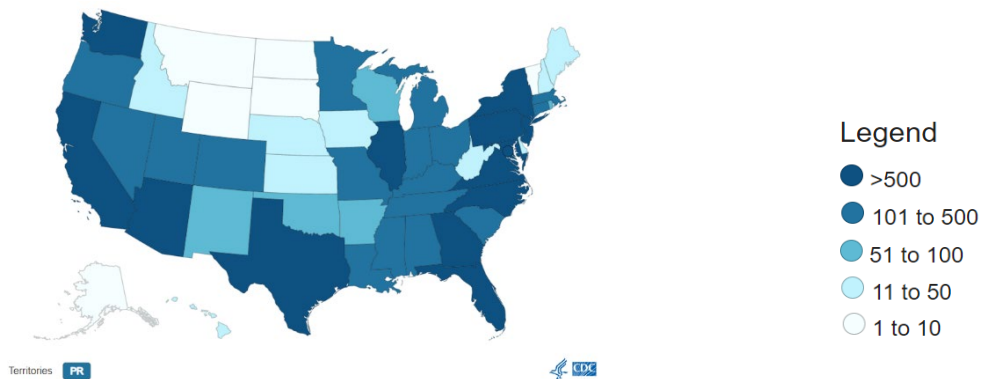 Legend
>500
101 to 500
51 to 100
11 to 50
1 to 10
Territories PR
CDC